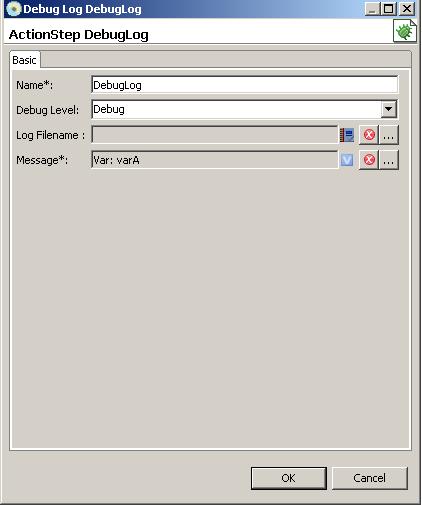 Debug Log DebugLog
ActionStep DebugLog
Basic
Name*: DebugLog
Debug Level: Debug
Log Filename :
...
Message*: Var: varA
V
...
OK Cancel